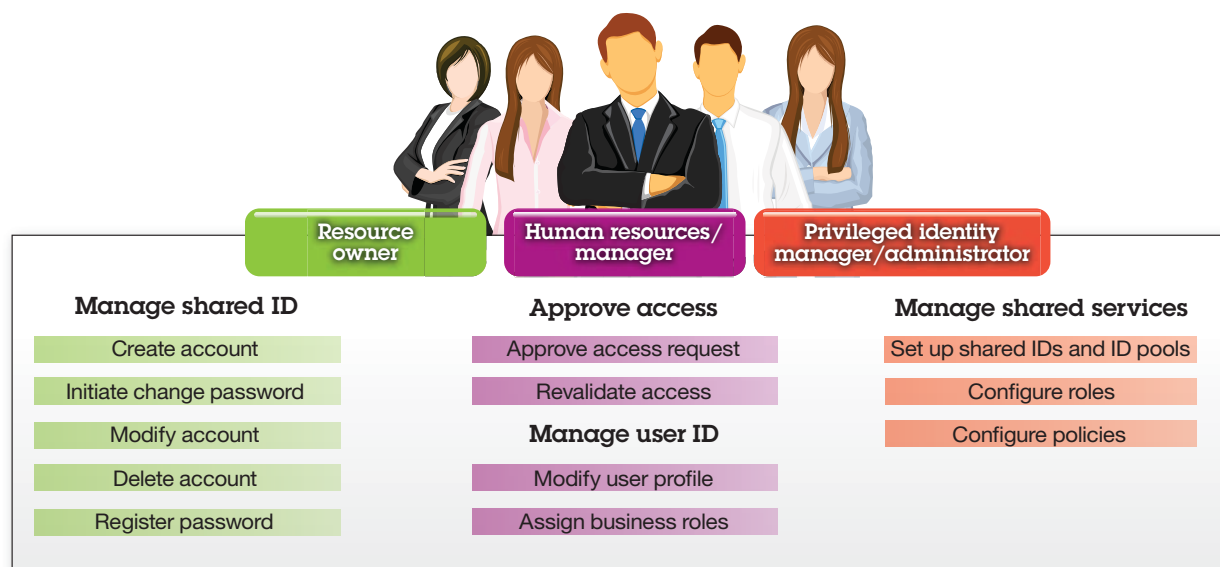 Resource
owner
Human resources/
manager
Privileged identity
manager/administrator
Manage shared ID
Create account
Initiate change password
Modify account
Delete account
Register password
Approve access
Approve access request
Revalidate access
Manage user ID
Modify user profile
Assign business roles
Manage shared services
Set up shared IDs and ID pools
Configure roles
Configure policies